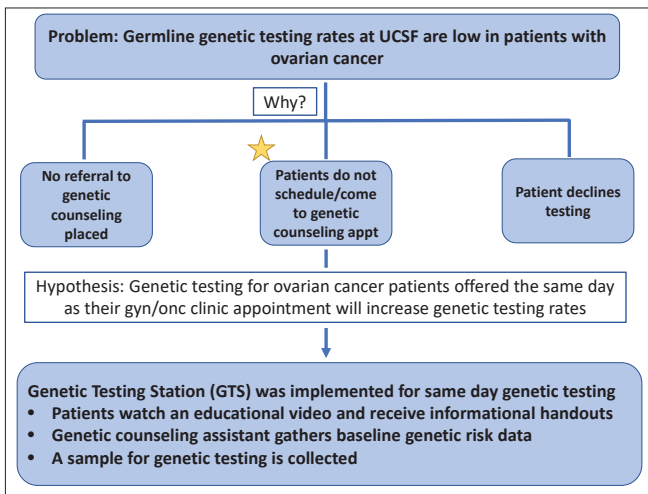 Problem: Germline genetic testing rates at UCSF are low in patients with
ovarian cancer
Why?
No referral to
genetic
counseling
placed
Patients do not
schedule/come
to genetic
counseling appt
Patient declines
testing
Hypothesis: Genetic testing for ovarian cancer patients offered the same day
as their gyn/onc clinic appointment will increase genetic testing rates
Genetic Testing Station (GTS) was implemented for same day genetic testing
• Patients watch an educational video and receive informational handouts
• Genetic counseling assistant gathers baseline genetic risk data
• A sample for genetic testing is collected